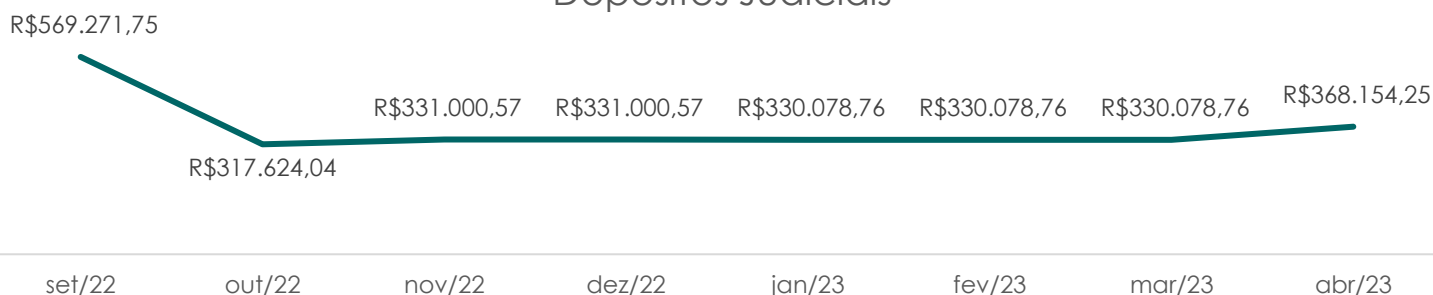 Depósitos Judiciais
R$569.271,75
R$331.000,57 R$331.000,57 R$330.078,76 R$330.078,76 R$330.078,76 R$368.154,25
R$317.624,04
set/22 out/22 nov/22 dez/22 jan/23 fev/23 mar/23 abr/23